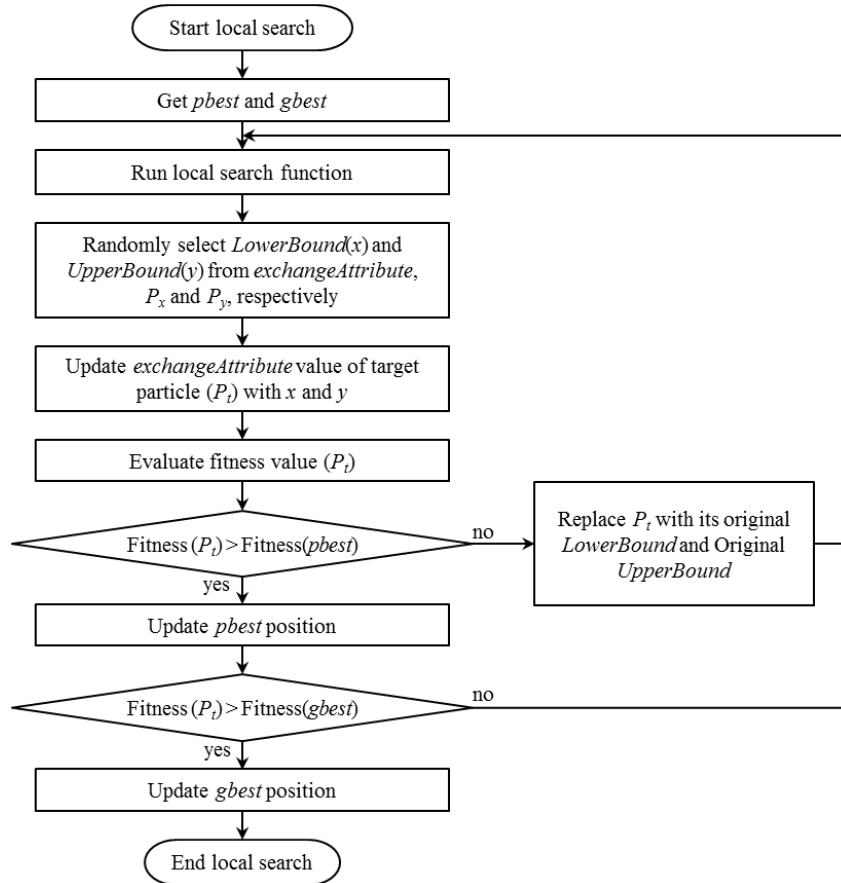 Start local search
Get pbest and gbest
Run local search function
Randomly select LowerBound(x) and
UpperBound(y) from exchangeAttribute,
Px and Py, respectively
Update exchangeAttribute value of target
particle (Pt) with x and y
Evaluate fitness value (Pt)
Fitness (Pt) > Fitness(pbest)
no
Replace Pt with its original
LowerBound and Original
UpperBound
yes
Update pbest position
Fitness (Pt) > Fitness(gbest)
no
yes
Update gbest position
End local search